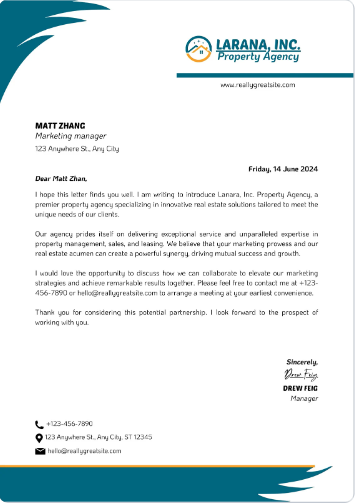 LARANA, INC.
Property Agency
www.reallygreatsite.com
MATT ZHANG
Marketing manager
123 Anywhere St., Any City
Friday, 14 June 2024
Dear Matt Zhan,
I hope this letter finds you well. I am writing to introduce Lanara, Inc. Property Agency, a
premier property agency specializing in innovative real estate solutions tailored to meet the
unique needs of our clients.
Our agency prides itself on delivering exceptional service and unparalleled expertise in
property management, sales, and leasing. We believe that your marketing prowess and our
real estate acumen can create a powerful synergy, driving mutual success and growth.
I would love the opportunity to discuss how we can collaborate to elevate our marketing
strategies and achieve remarkable results together. Please feel free to contact me at +123-
456-7890 or hello@reallygreatsite.com to arrange a meeting at your earliest convenience.
Thank you for considering this potential partnership. I look forward to the prospect of
working with you.
Sincerely,
Drew Feig
DREW FEIG
Manager
+123-456-7890
123 Anywhere St., Any City, ST 12345
hello@reallygreatsite.com